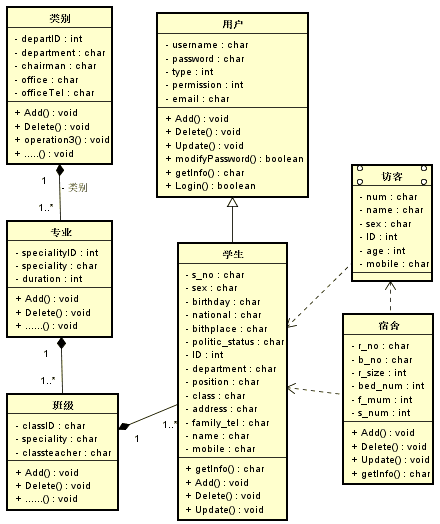 类别
- departID : int
- department : char
- chairman : char
- office : char
- officeTel : char
+ Add() : void
+ Delete() : void
+ operation3() : void
+ .....() : void
1
- 类别
1..*
专业
- specialityID : int
- speciality : char
- duration : int
+ Add() : void
+ Delete() : void
+ ......() : void
1
1..*
班级
- classID : char
- speciality : char
- classteacher : char
+ Add() : void
+ Delete() : void
+ ......() : void
1
1..*
用户
- username : char
- password : char
- type : int
- permission : int
- email : char
+ Add() : void
+ Delete() : void
+ Update() : void
+ modifyPassword() : boolean
+ getInfo() : char
+ Login() : boolean
学生
- s_no : char
- sex : char
- birthday : char
- national : char
- bithplace : char
- politic_status : char
- ID : int
- department : char
- position : char
- class : char
- address : char
- family_tel : char
- name : char
- mobile : char
+ getInfo() : char
+ Add() : void
+ Delete() : void
+ Update() : void
访客
- num : char
- name : char
- sex : char
- ID : int
- age : int
- mobile : char
宿舍
- r_no : char
- b_no : char
- r_size : int
- bed_num : int
- f_mum : int
- s_num : int
+ Add() : void
+ Delete() : void
+ Update() : void
+ getInfo() : char